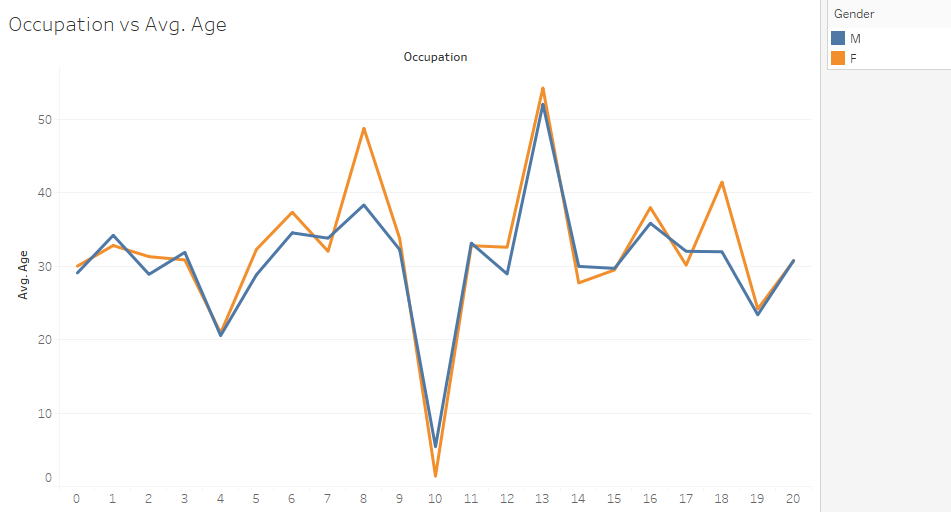 Occupation vs Avg. Age
Occupation
Avg. Age
50
40
30
20
10
0
0 1 2 3 4 5 6 7 8 9 10 11 12 13 14 15 16 17 18 19 20
Gender
M
F